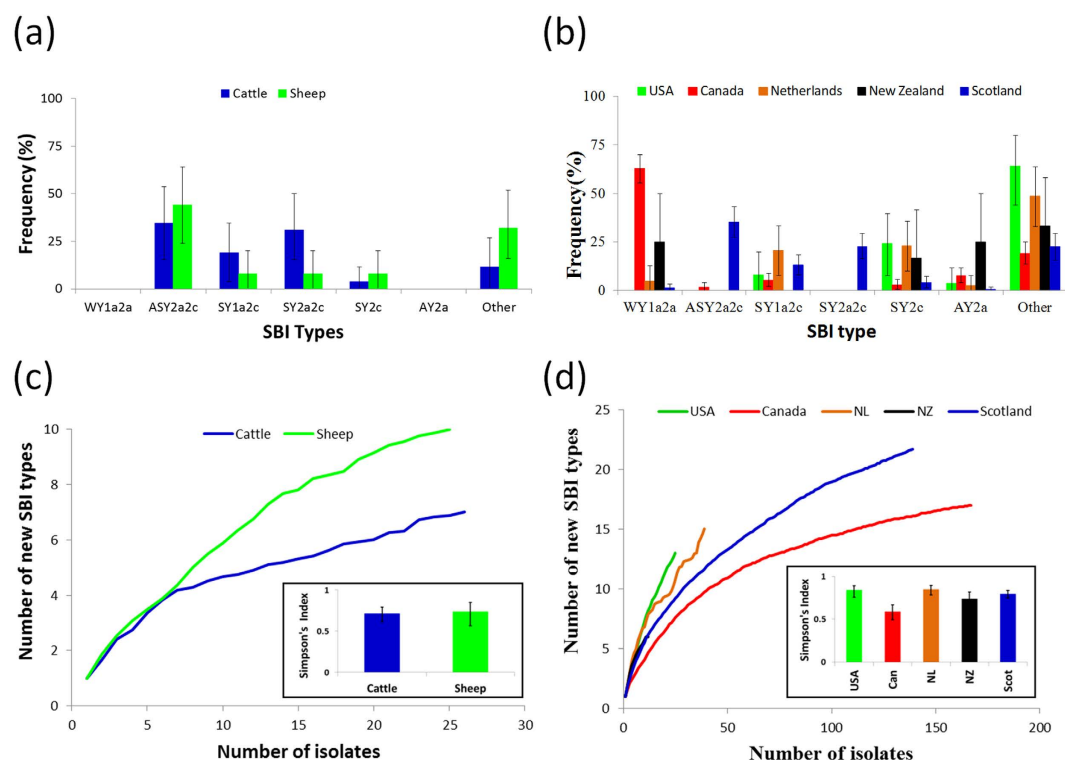 (a)
Cattle Sheep
100
75
50
25
0
Frequency (%)
WY1a2a ASY2a2c SY1a2c SY2a2c SY2c AY2a Other
SBI Types
(b)
USA Canada Netherlands New Zealand Scotland
100
75
50
25
0
Frequency(%)
WY1a2a ASY2a2c SY1a2c SY2a2c SY2c AY2a Other
SBI type
(c)
Cattle Sheep
10
8
6
4
2
0
Number of new SBI types
0 5 10 15 20 25 30
Number of isolates
1
0.5
0
Simpson's Index
Cattle Sheep
(d)
USA Canada NL NZ Scotland
25
20
15
10
5
0
Number of new SBI types
0 50 100 150 200
Number of isolates
1
0.5
0
Simpson's Index
USA Can NL NZ Scot